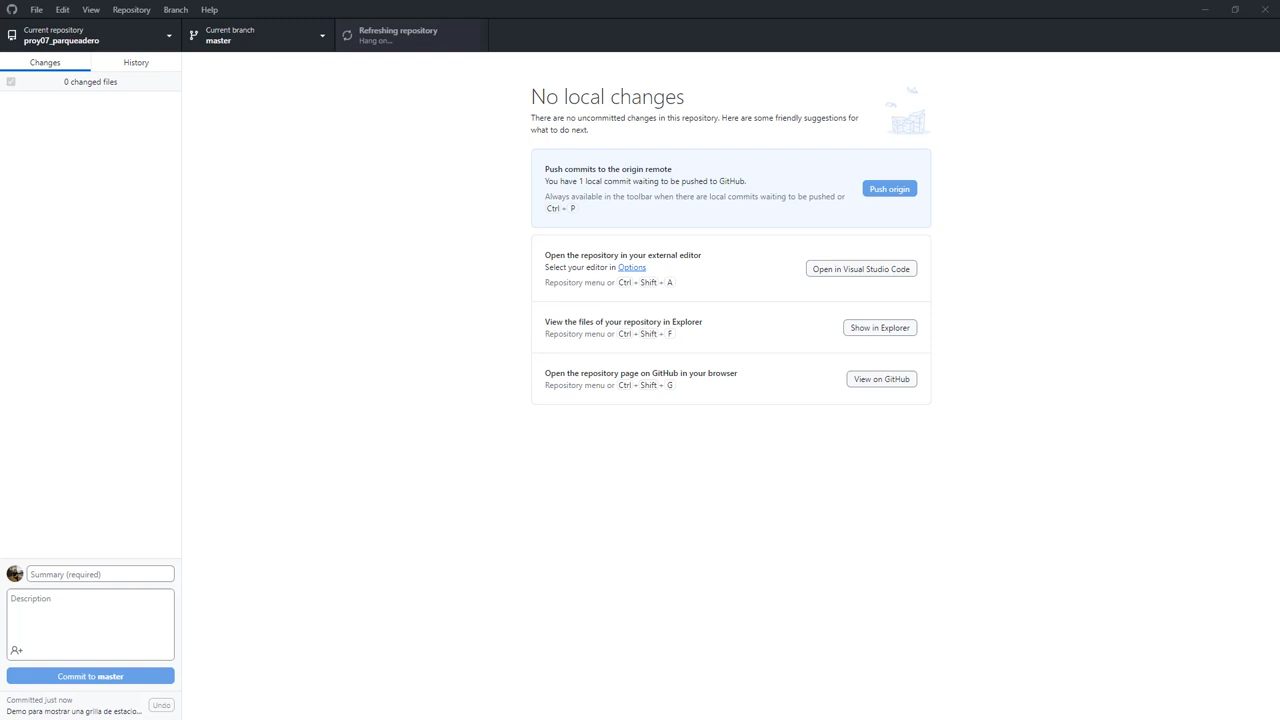 File Edit View Repository Branch Help
Current repository
proy07_parqueadero
Current branch
master
Refreshing repository
Hang on...
Changes History
0 changed files
No local changes
There are no uncommitted changes in this repository. Here are some friendly suggestions for
what to do next.
Push commits to the origin remote
You have 1 local commit waiting to be pushed to GitHub.
Always available in the toolbar when there are local commits waiting to be pushed or
Ctrl + P
Push origin
Open the repository in your external editor
Select your editor in Options
Repository menu or Ctrl + Shift + A
Open in Visual Studio Code
View the files of your repository in Explorer
Repository menu or Ctrl + Shift + F
Show in Explorer
Open the repository page on GitHub in your browser
Repository menu or Ctrl + Shift + G
View on GitHub
Summary (required)
Description
Commit to master
Committed just now
Demo para mostrar una grilla de estacio...
Undo